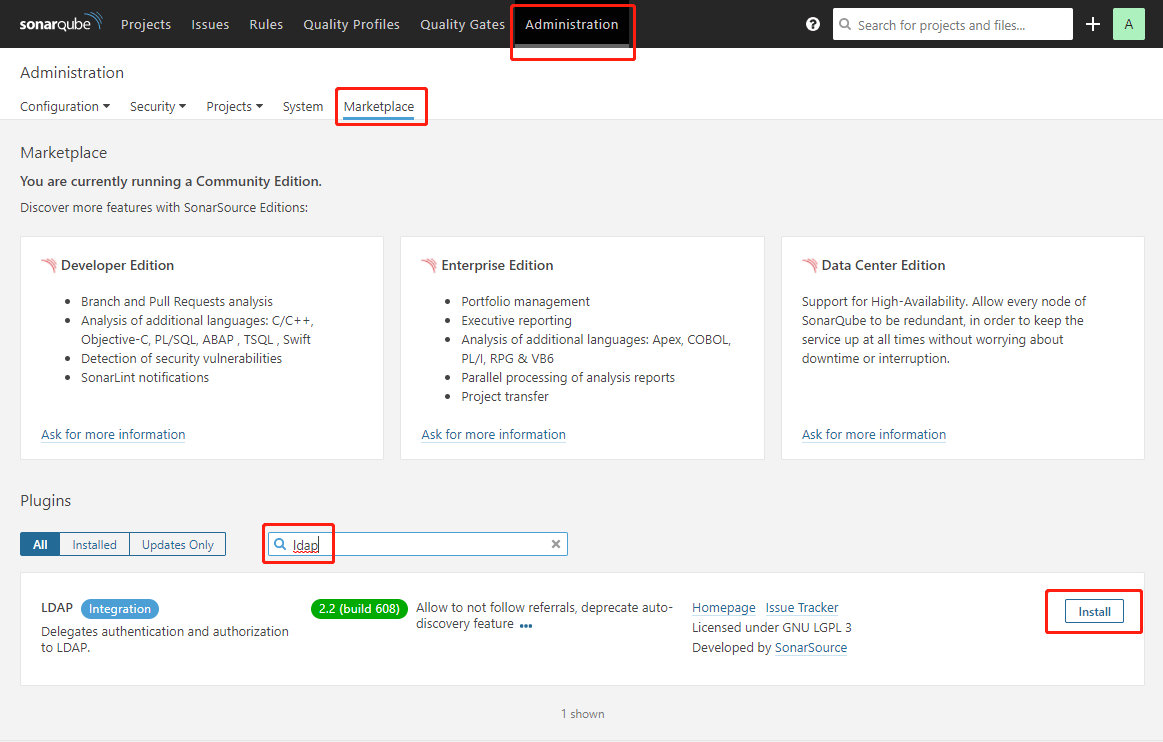 sonarqube Projects Issues Rules Quality Profiles Quality Gates Administration ? Search for projects and files... A
Administration
Configuration Security Projects System Marketplace
Marketplace
You are currently running a Community Edition.
Discover more features with SonarSource Editions:
Developer Edition
Branch and Pull Requests analysis
Analysis of additional languages: C/C++,
Objective-C, PL/SQL, ABAP , TSQL , Swift
Detection of security vulnerabilities
SonarLint notifications
Ask for more information
Enterprise Edition
Portfolio management
Executive reporting
Analysis of additional languages: Apex, COBOL,
PL/I, RPG & VB6
Parallel processing of analysis reports
Project transfer
Ask for more information
Data Center Edition
Support for High-Availability. Allow every node of
SonarQube to be redundant, in order to keep the
service up at all times without worrying about
downtime or interruption.
Ask for more information
Plugins
All Installed Updates Only ldap
LDAP Integration
Delegates authentication and authorization
to LDAP.
2.2 (build 608)
Allow to not follow referrals, deprecate auto-
discovery feature •••
Homepage Issue Tracker
Licensed under GNU LGPL 3
Developed by SonarSource
Install
1 shown